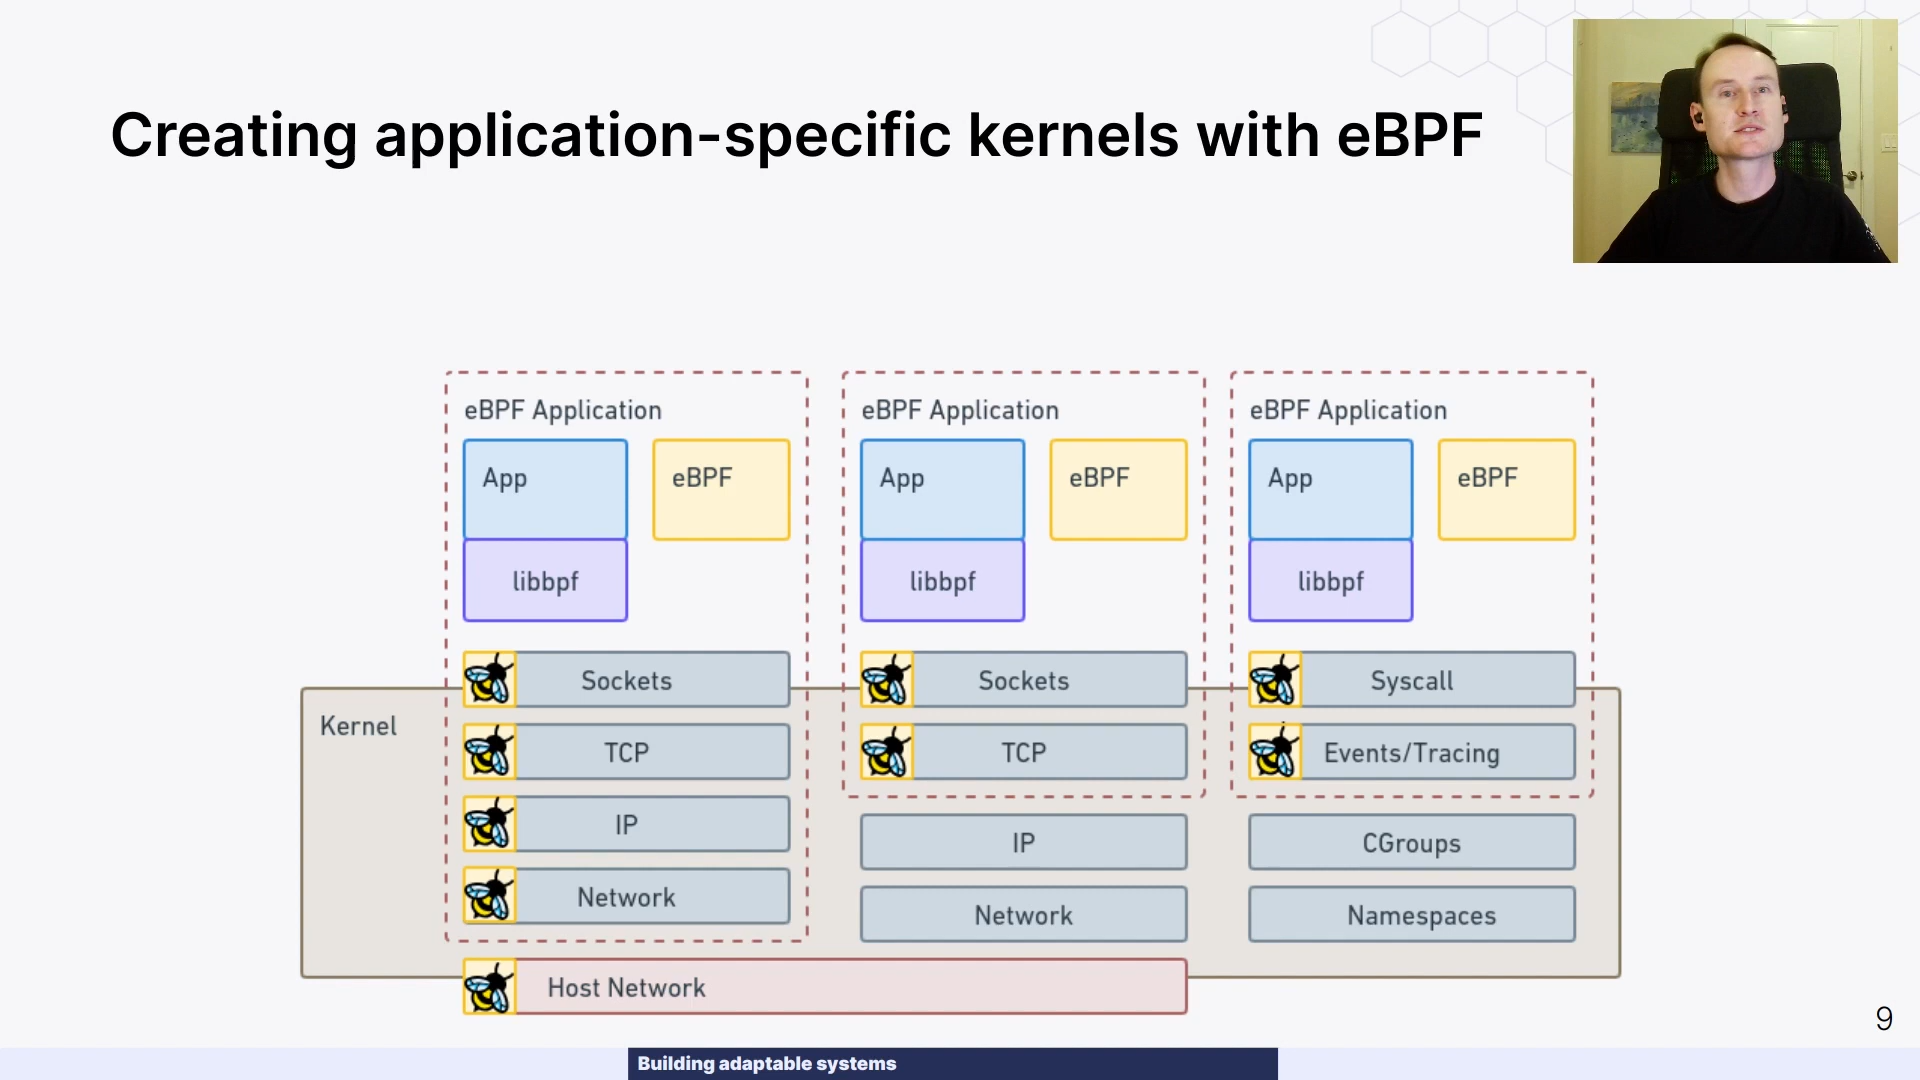 Creating application-specific kernels with eBPF
eBPF Application
App
eBPF
libbpf
Sockets
TCP
IP
Network
eBPF Application
App
eBPF
libbpf
Sockets
TCP
IP
Network
eBPF Application
App
eBPF
libbpf
Syscall
Events/Tracing
CGroups
Namespaces
Kernel
Host Network
9
Building adaptable systems